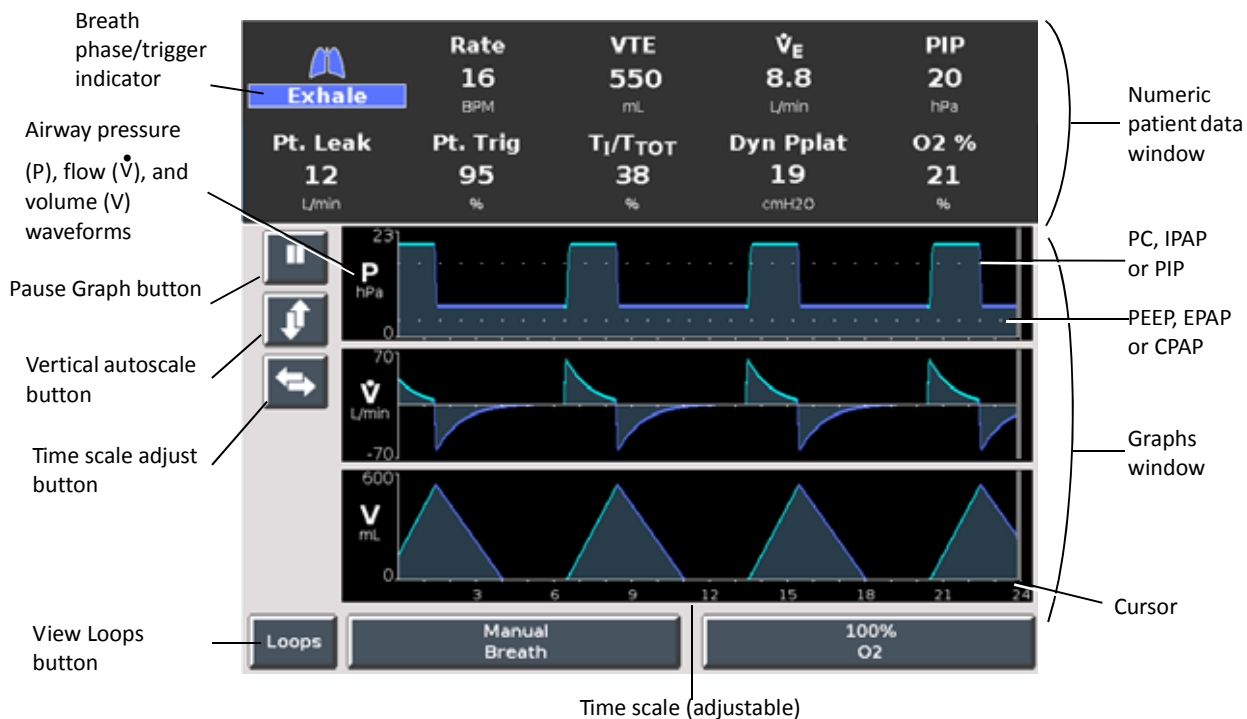 Breath
phase/trigger
indicator
Airway pressure
(P), flow (V̇), and
volume (V)
waveforms
Pause Graph button
Vertical autoscale
button
Time scale adjust
button
View Loops
button
Exhale
Rate
16
BPM
VTE
550
mL
V̇E
8.8
L/min
PIP
20
hPa
Pt. Leak
12
L/min
Pt. Trig
95
%
TI/TTOT
38
%
Dyn Pplat
19
cmH2O
O2 %
21
%
23
P
hPa
0
70
V̇
L/min
-70
600
V
mL
0
3 6 9 12 15 18 21 24
Loops
Manual
Breath
100%
O2
Numeric
patient data
window
PC, IPAP
or PIP
PEEP, EPAP
or CPAP
Graphs
window
Cursor
Time scale (adjustable)